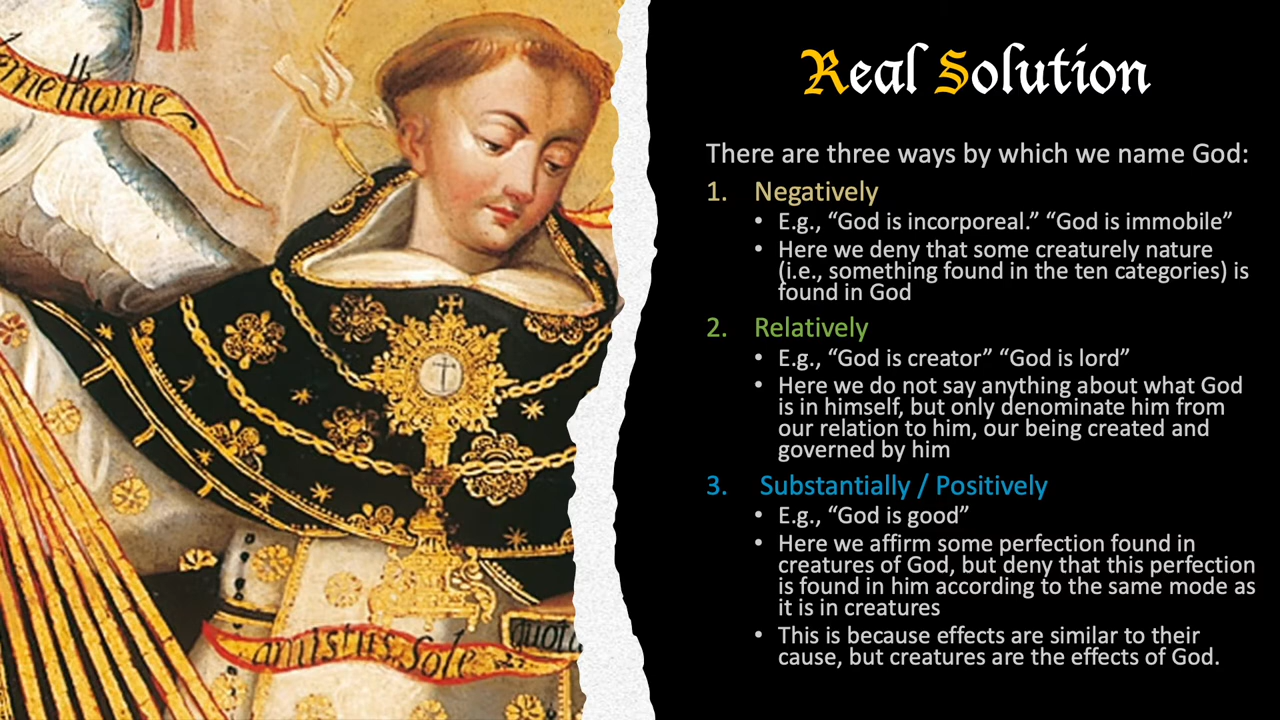 emethume
amistus. Sole
quo
Real Solution
There are three ways by which we name God:
1. Negatively
• E.g., “God is incorporeal.” “God is immobile”
• Here we deny that some creaturely nature
(i.e., something found in the ten categories) is
found in God
2. Relatively
• E.g., “God is creator” “God is lord”
• Here we do not say anything about what God
is in himself, but only denominate him from
our relation to him, our being created and
governed by him
3. Substantially / Positively
• E.g., “God is good”
• Here we affirm some perfection found in
creatures of God, but deny that this perfection
is found in him according to the same mode as
it is in creatures
• This is because effects are similar to their
cause, but creatures are the effects of God.